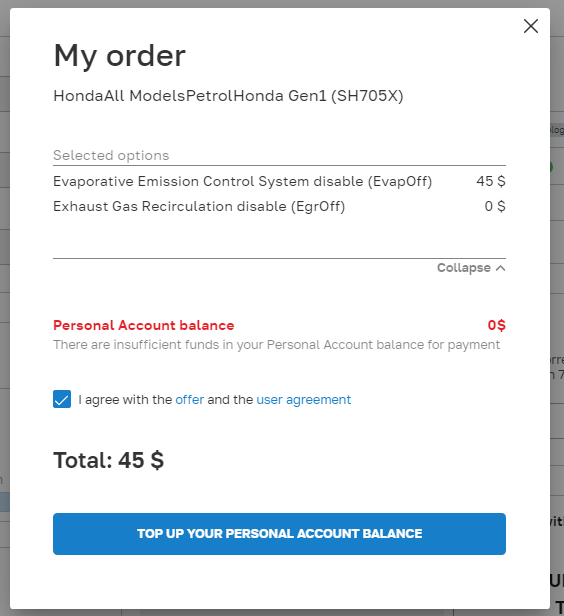 My order
HondaAll ModelsPetrolHonda Gen1 (SH705X)
Selected options
Evaporative Emission Control System disable (EvapOff) 45 $
Exhaust Gas Recirculation disable (EgrOff) 0 $
Collapse
Personal Account balance 0$
There are insufficient funds in your Personal Account balance for payment
I agree with the offer and the user agreement
Total: 45 $
TOP UP YOUR PERSONAL ACCOUNT BALANCE